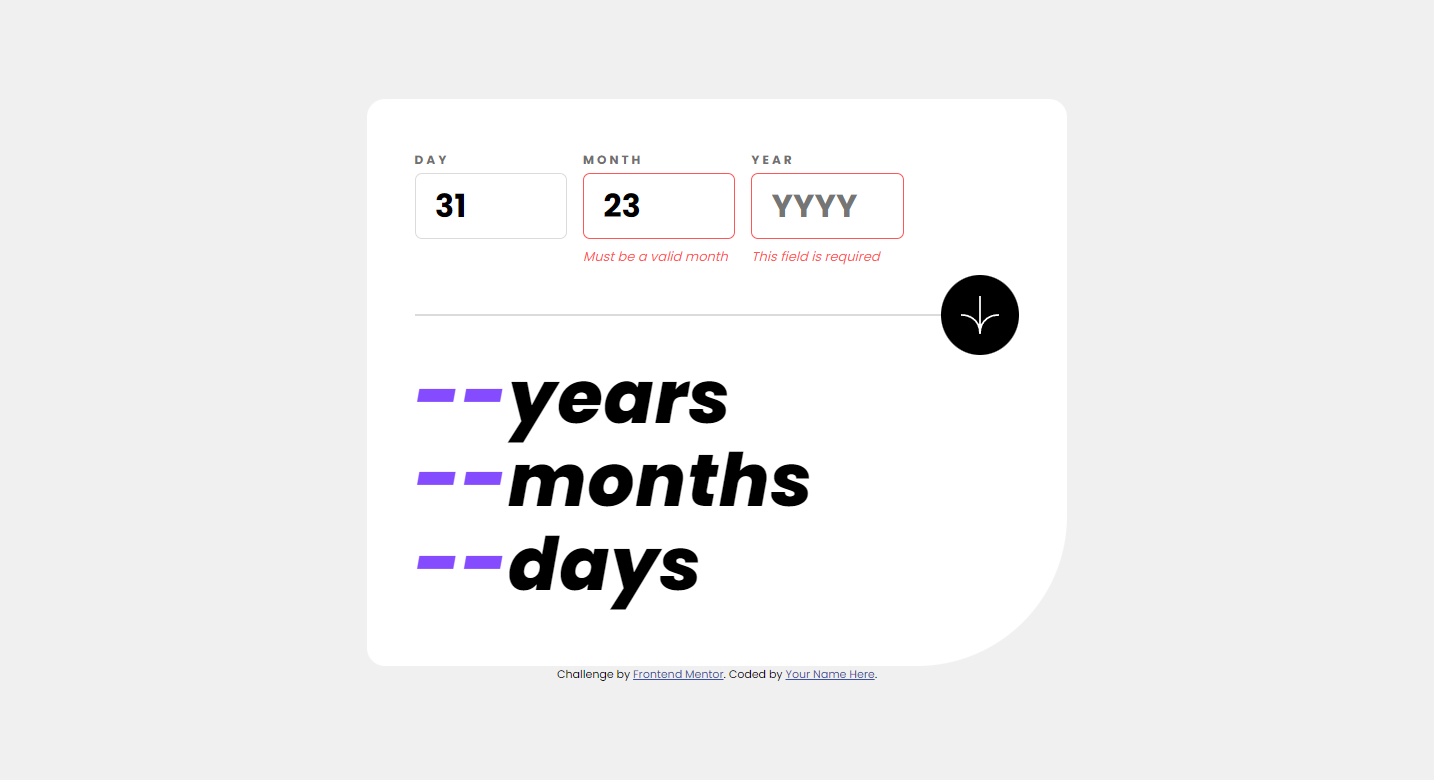 DAY MONTH YEAR
31 23 YYYY
Must be a valid month This field is required
--years
--months
--days
Challenge by Frontend Mentor. Coded by Your Name Here.